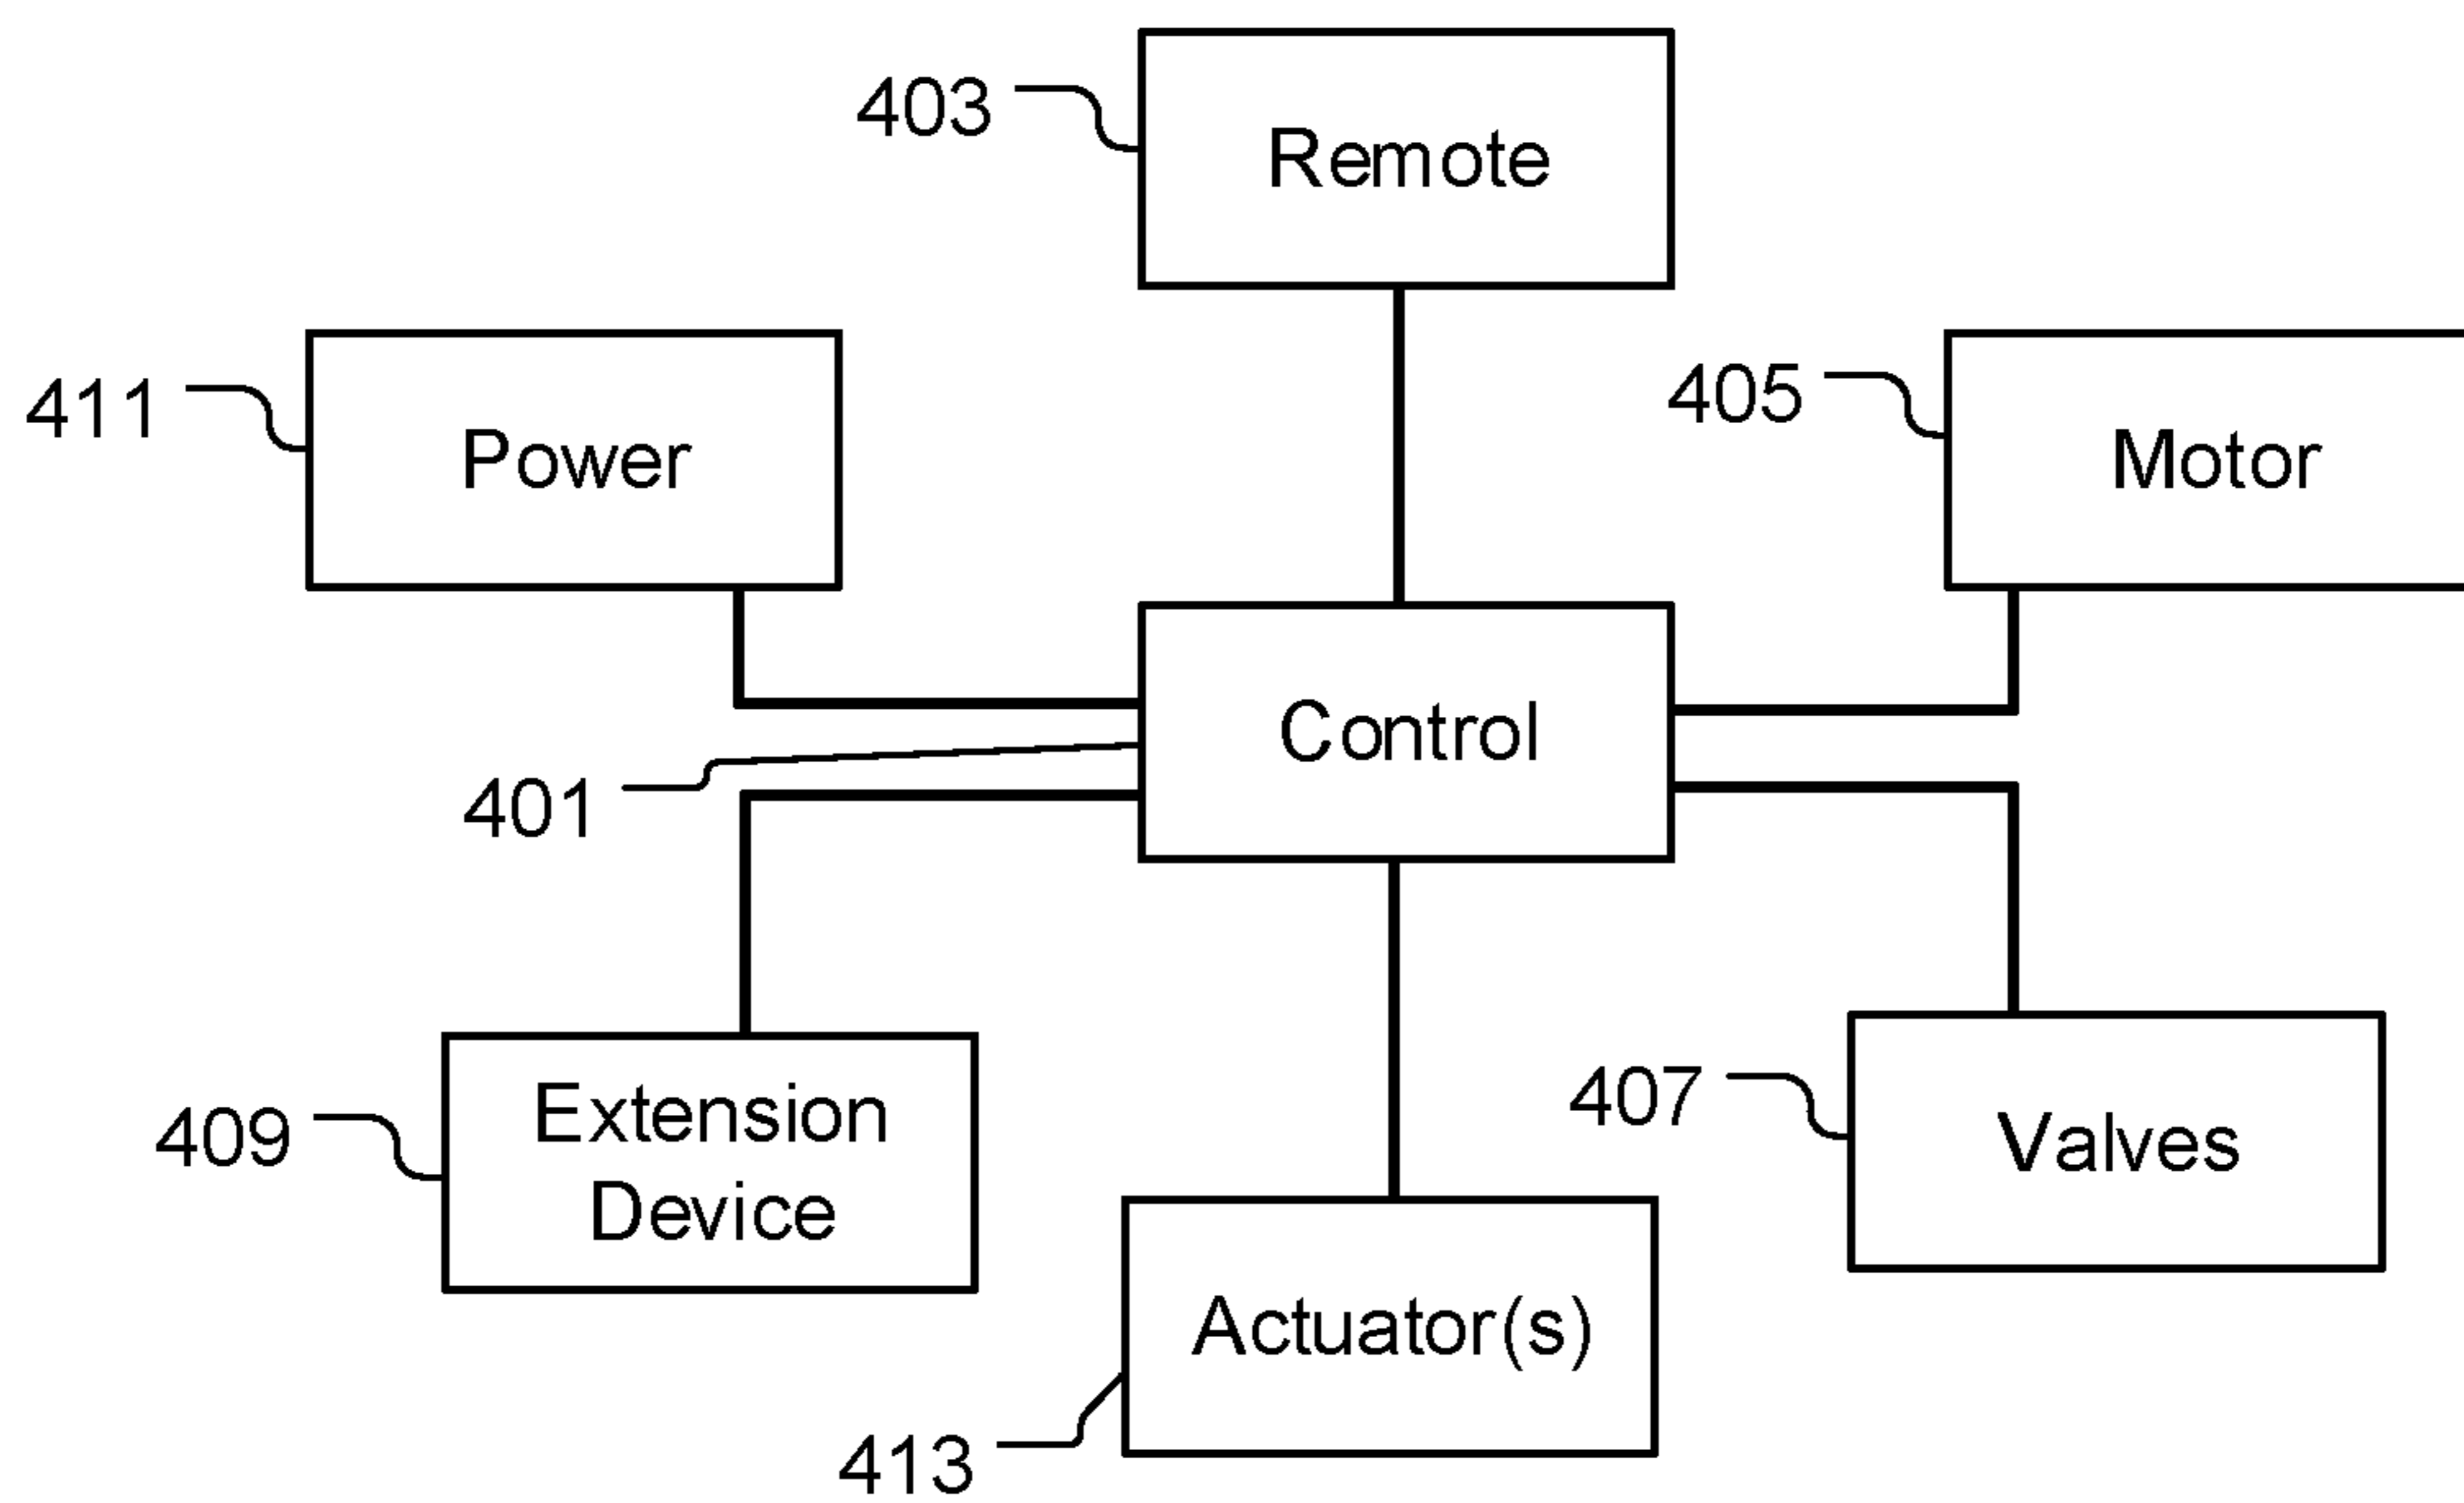 403
Remote
411
Power
405
Motor
Control
401
409
Extension
Device
407
Valves
Actuator(s)
413